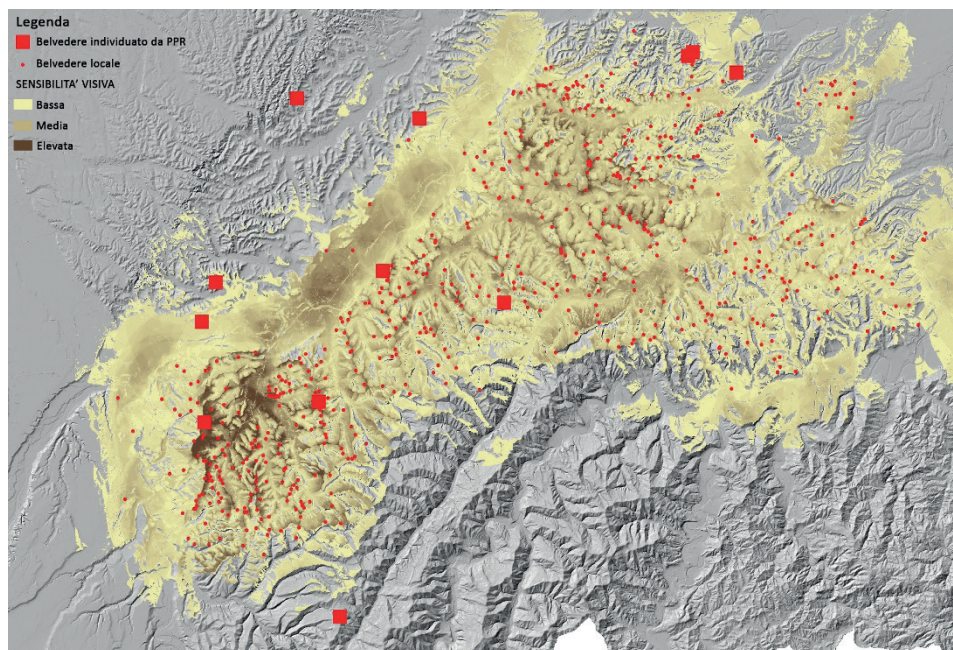 Legenda
Belvedere individuato da PPR
Belvedere locale
SENSIBILITA' VISIVA
Bassa
Media
Elevata